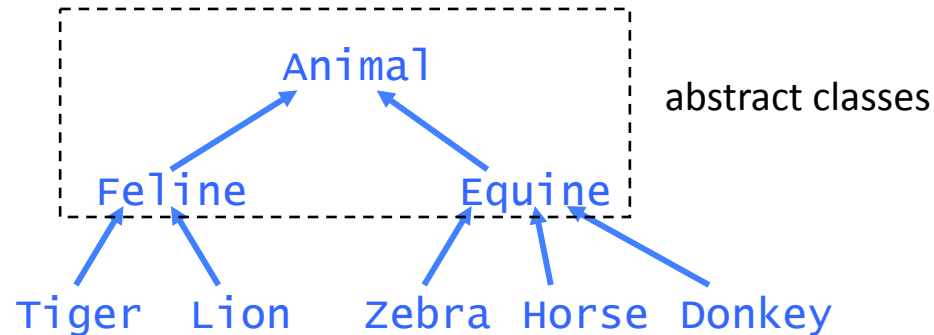 Animal
abstract classes
Feline Equine
Tiger Lion Zebra Horse Donkey